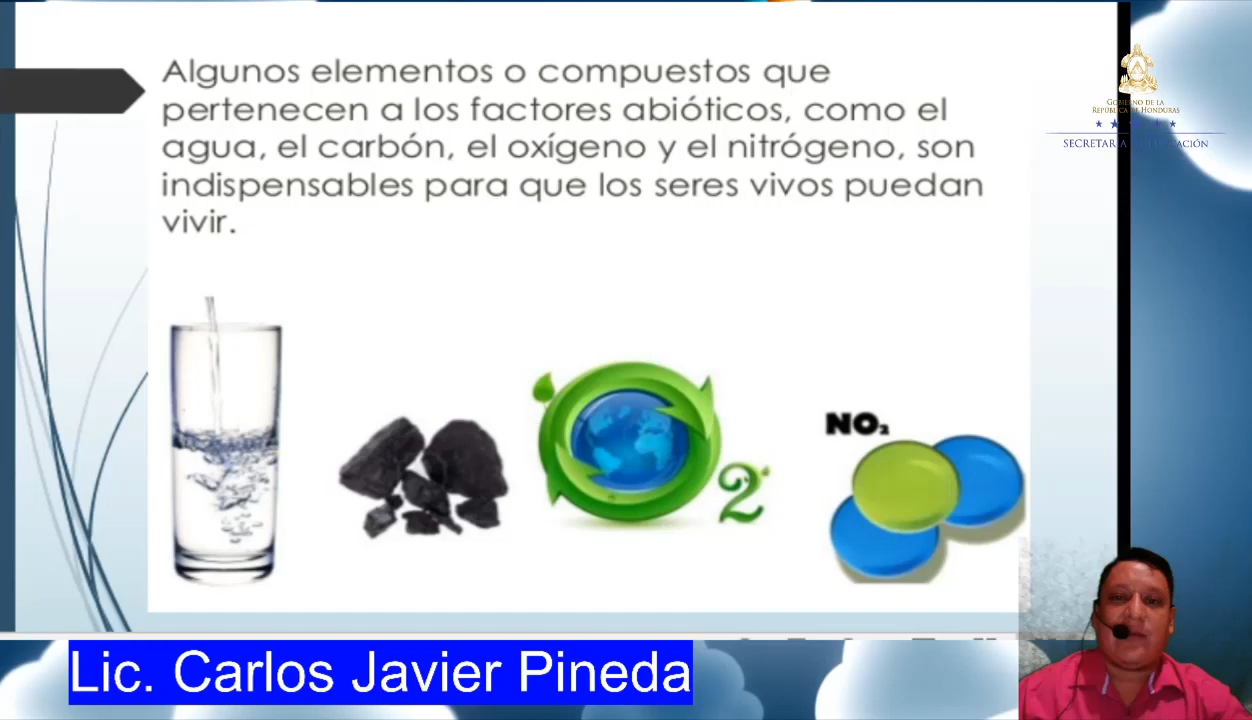 Algunos elementos o compuestos que
pertenecen a los factores abióticos, como el
agua, el carbón, el oxígeno y el nitrógeno, son
indispensables para que los seres vivos puedan
vivir.
GOBIERNO DE LA
REPÚBLICA DE HONDURAS
SECRETARÍA DE EDUCACIÓN
2
NO₂
Lic. Carlos Javier Pineda